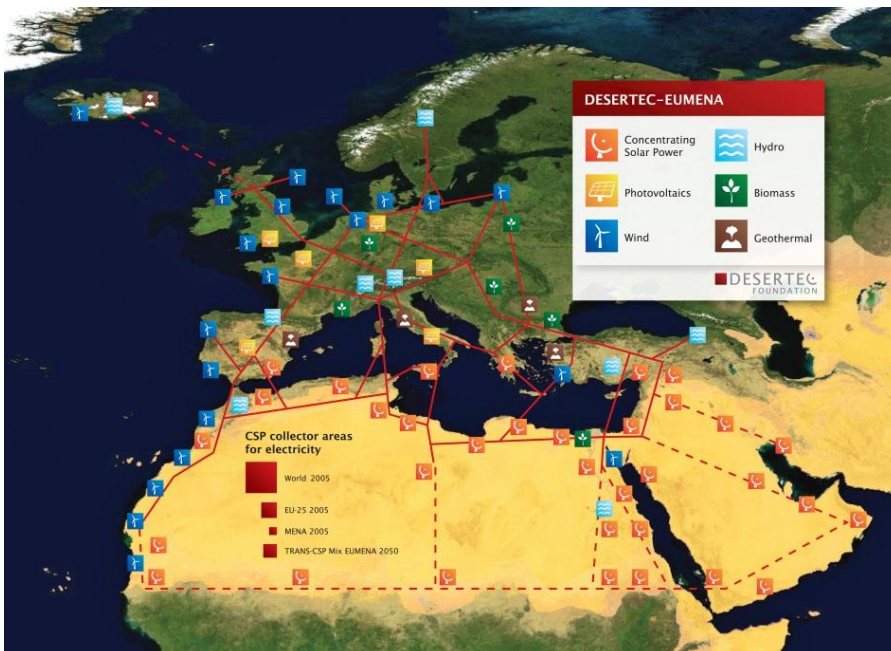 DESERTEC–EUMENA
Concentrating
Solar Power
Hydro
Photovoltaics
Biomass
Wind
Geothermal
DESERTEC
FOUNDATION
CSP collector areas
for electricity
World 2005
EU-25 2005
MENA 2005
TRANS-CSP Mix EUMENA 2050